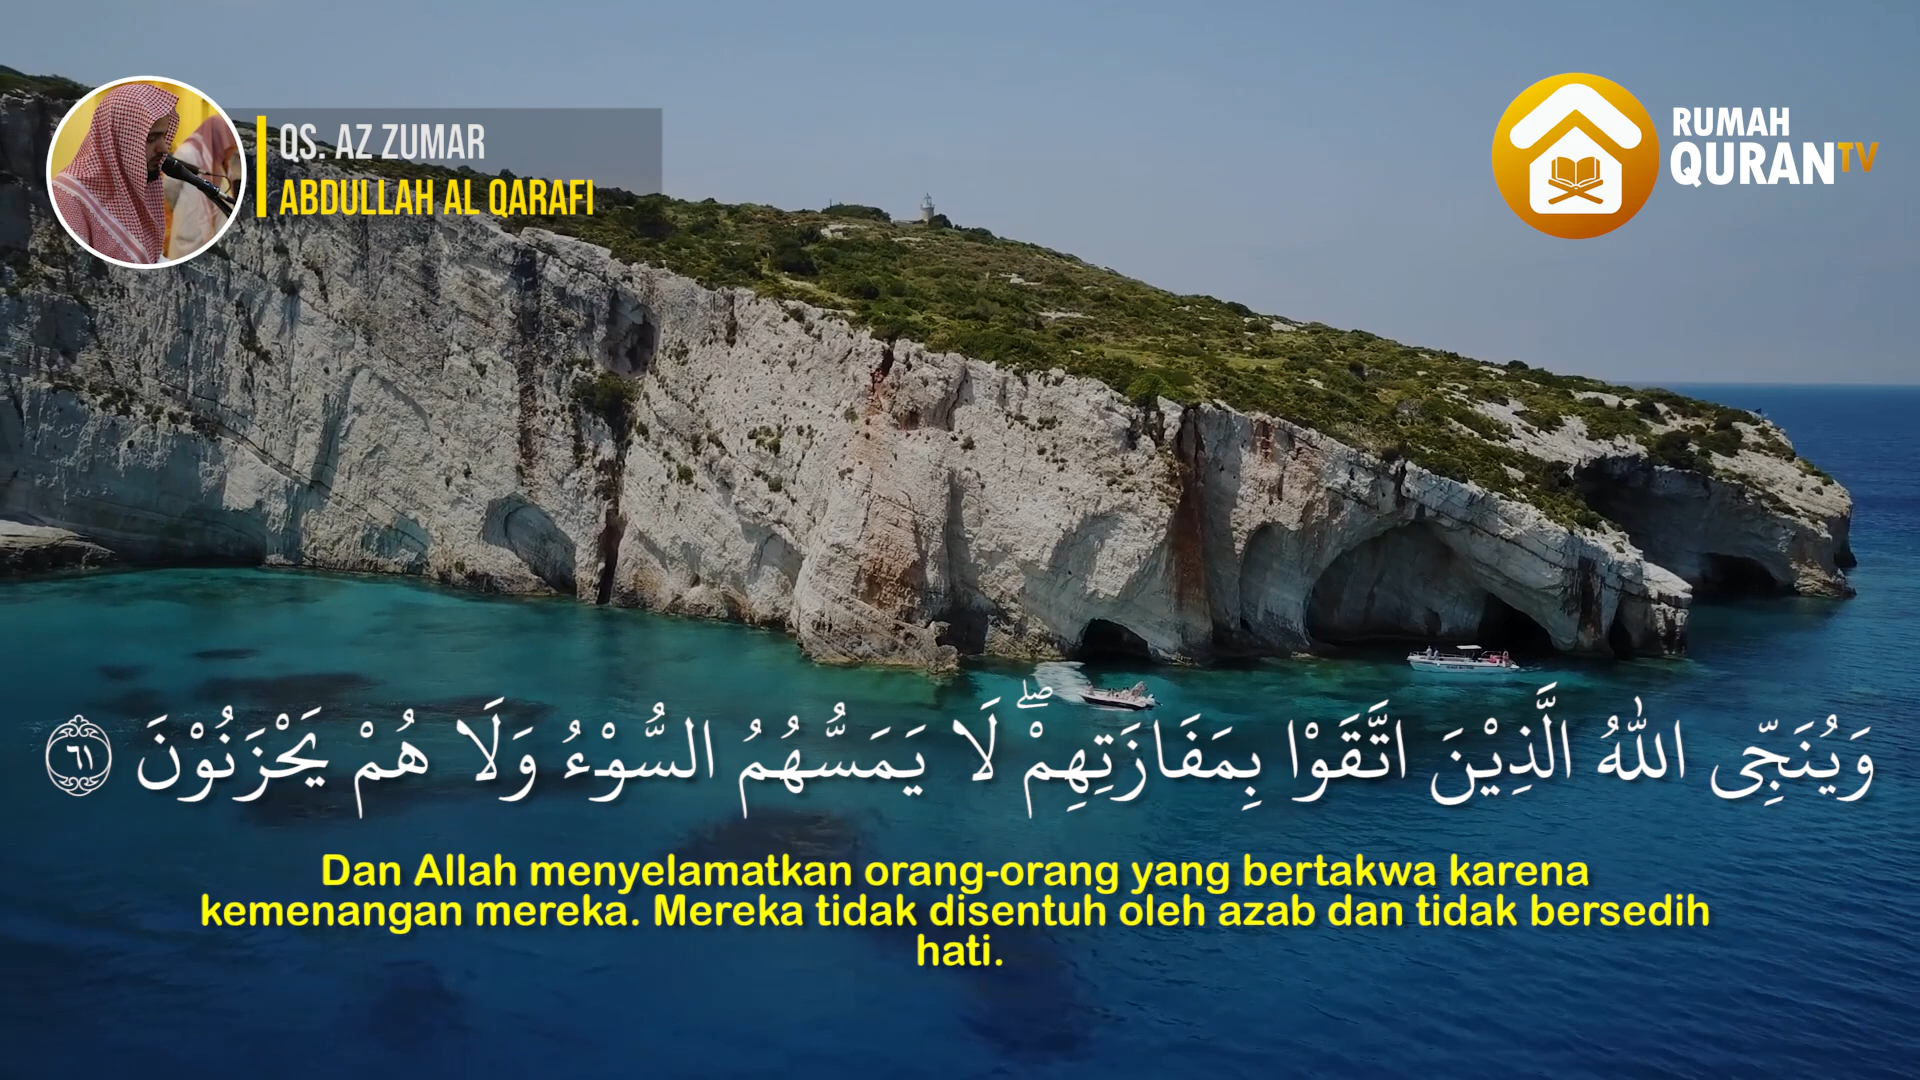 QS. AZ ZUMAR
ABDULLAH AL QARAFI
RUMAH
QURANTV
وَيُنَجِّى اللّٰهُ الَّذِيْنَ اتَّقَوْا بِمَفَازَتِهِمْۖ لَا يَمَسُّهُمُ السُّوْۤءُ وَلَا هُمْ يَحْزَنُوْنَ ٦١
Dan Allah menyelamatkan orang-orang yang bertakwa karena
kemenangan mereka. Mereka tidak disentuh oleh azab dan tidak bersedih
hati.